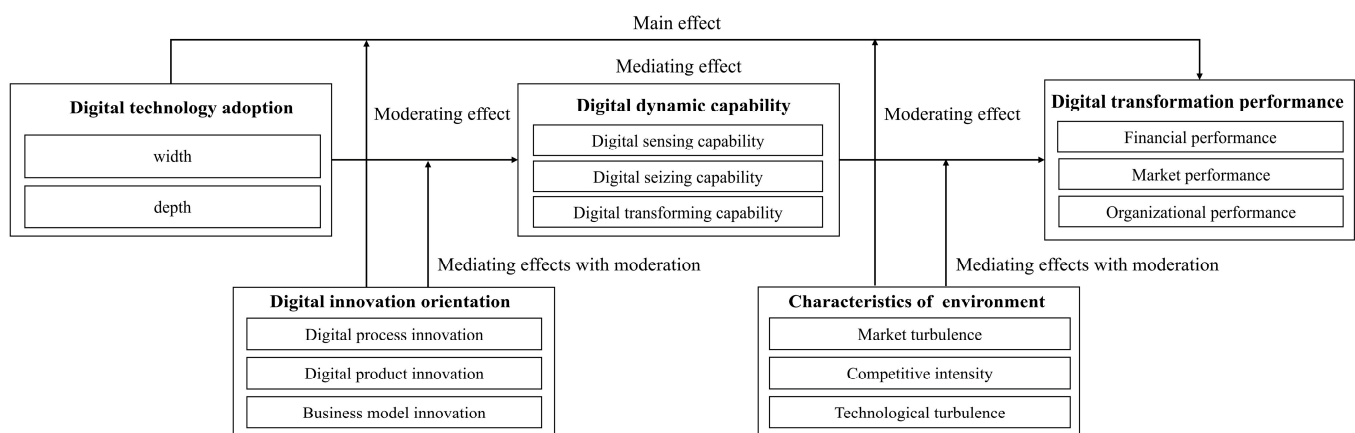 Main effect
Mediating effect
Digital technology adoption
width
depth
Moderating effect
Digital dynamic capability
Digital sensing capability
Digital seizing capability
Digital transforming capability
Moderating effect
Digital transformation performance
Financial performance
Market performance
Organizational performance
Mediating effects with moderation
Mediating effects with moderation
Digital innovation orientation
Digital process innovation
Digital product innovation
Business model innovation
Characteristics of environment
Market turbulence
Competitive intensity
Technological turbulence